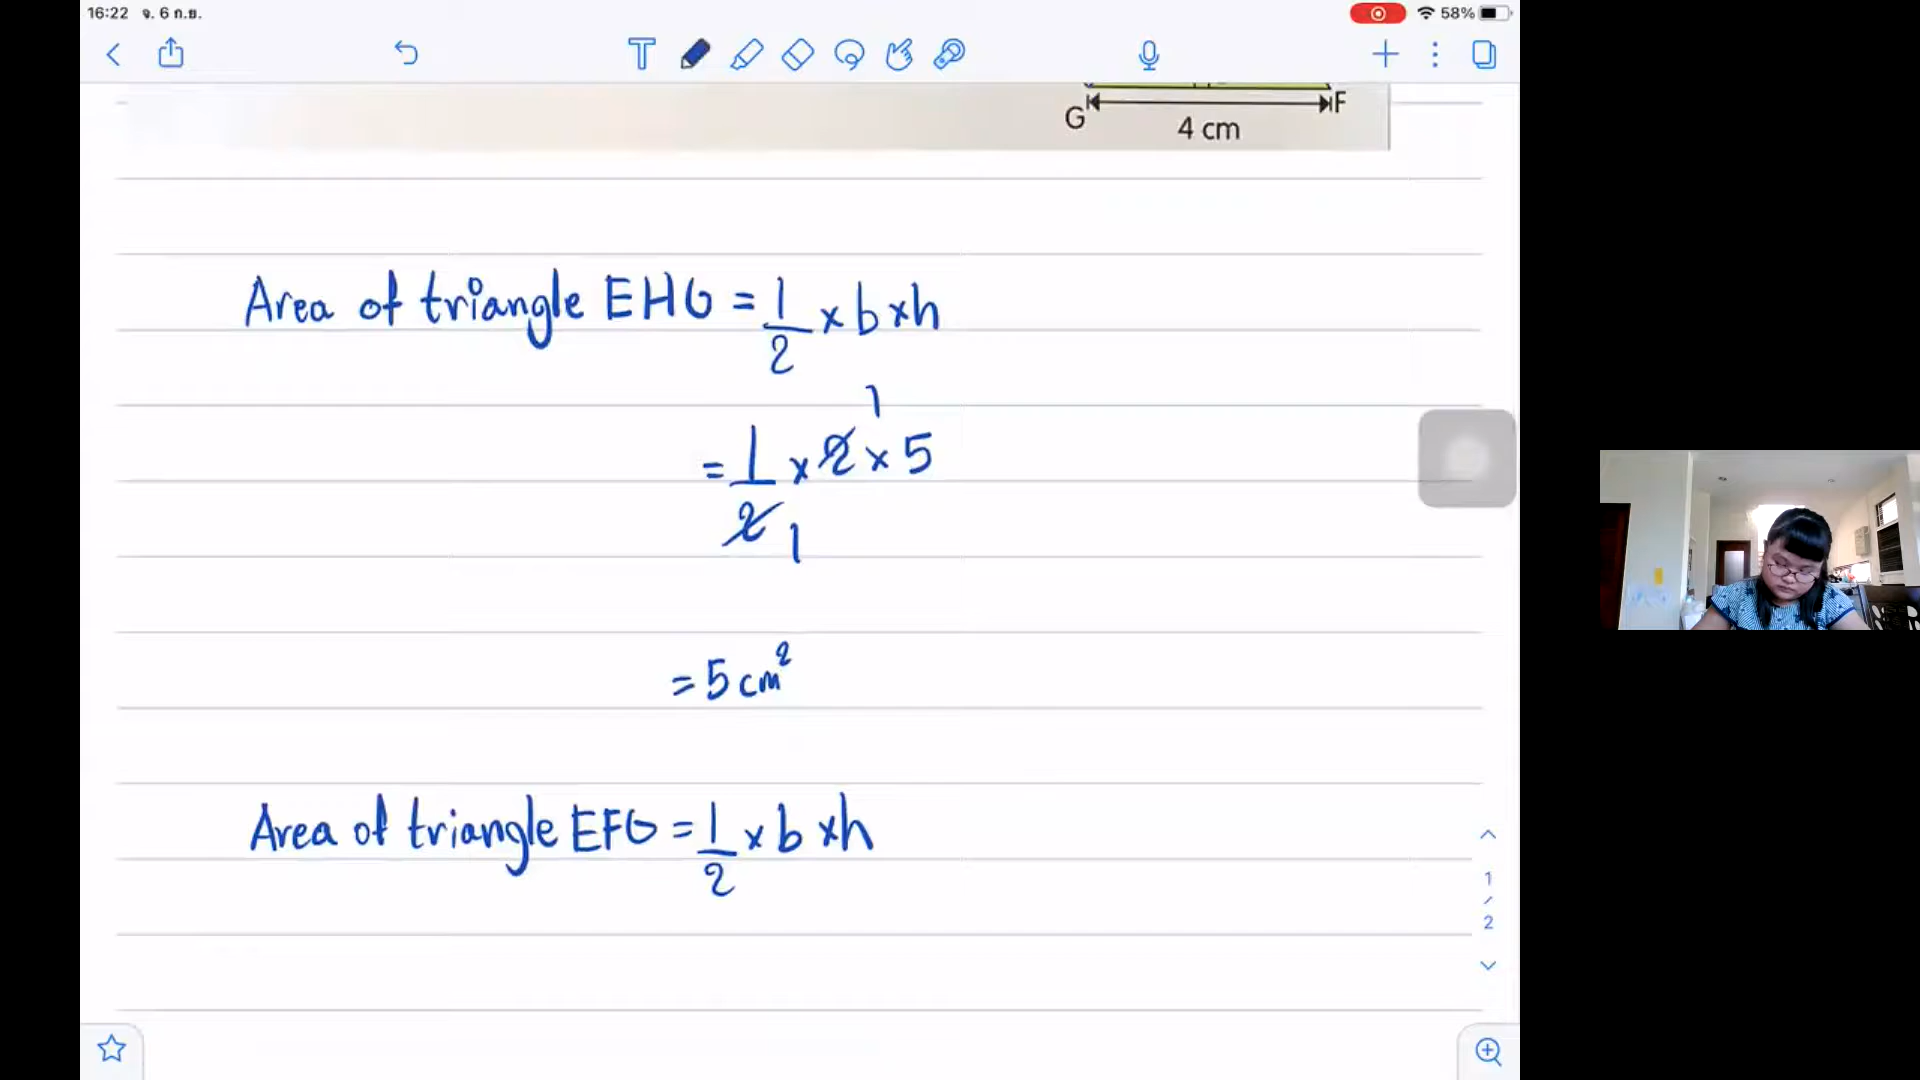 16:22 จ. 6 ก.ย.
58%
G F
4 cm
Area of triangle EHG = 1/2 × b × h
1
= 1/2 × 2 × 5
1
= 5 cm²
Area of triangle EFG = 1/2 × b × h
1
/
2